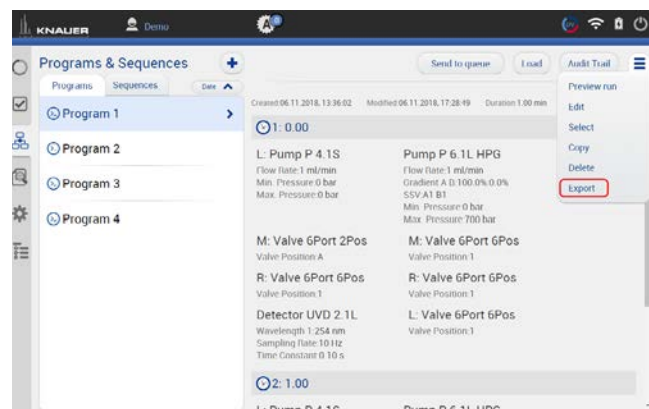 KNAUER
Demo
Programs & Sequences
Send to queue
Load
Audit Trail
Programs
Sequences
Date
Preview run
Edit
Select
Copy
Delete
Export
Created:06.11.2018, 13:36:02
Modified:06.11.2018, 17:28:49
Duration 1.00 min
Program 1
Program 2
Program 3
Program 4
1: 0.00
L: Pump P 4.1S
Flow Rate:1 ml/min
Min. Pressure:0 bar
Max. Pressure:0 bar
Pump P 6.1L HPG
Flow Rate:1 ml/min
Gradient A D:100.0%:0.0%
SSV:A1 B1
Min. Pressure:0 bar
Max. Pressure:700 bar
M: Valve 6Port 2Pos
Valve Position:A
M: Valve 6Port 6Pos
Valve Position:1
R: Valve 6Port 6Pos
Valve Position:1
R: Valve 6Port 6Pos
Valve Position:1
Detector UVD 2.1L
Wavelength 1:254 nm
Sampling Rate:10 Hz
Time Constant:0.10 s
L: Valve 6Port 6Pos
Valve Position:1
2: 1.00
L: Pump P 4.1S
Pump P 6.1L HPG